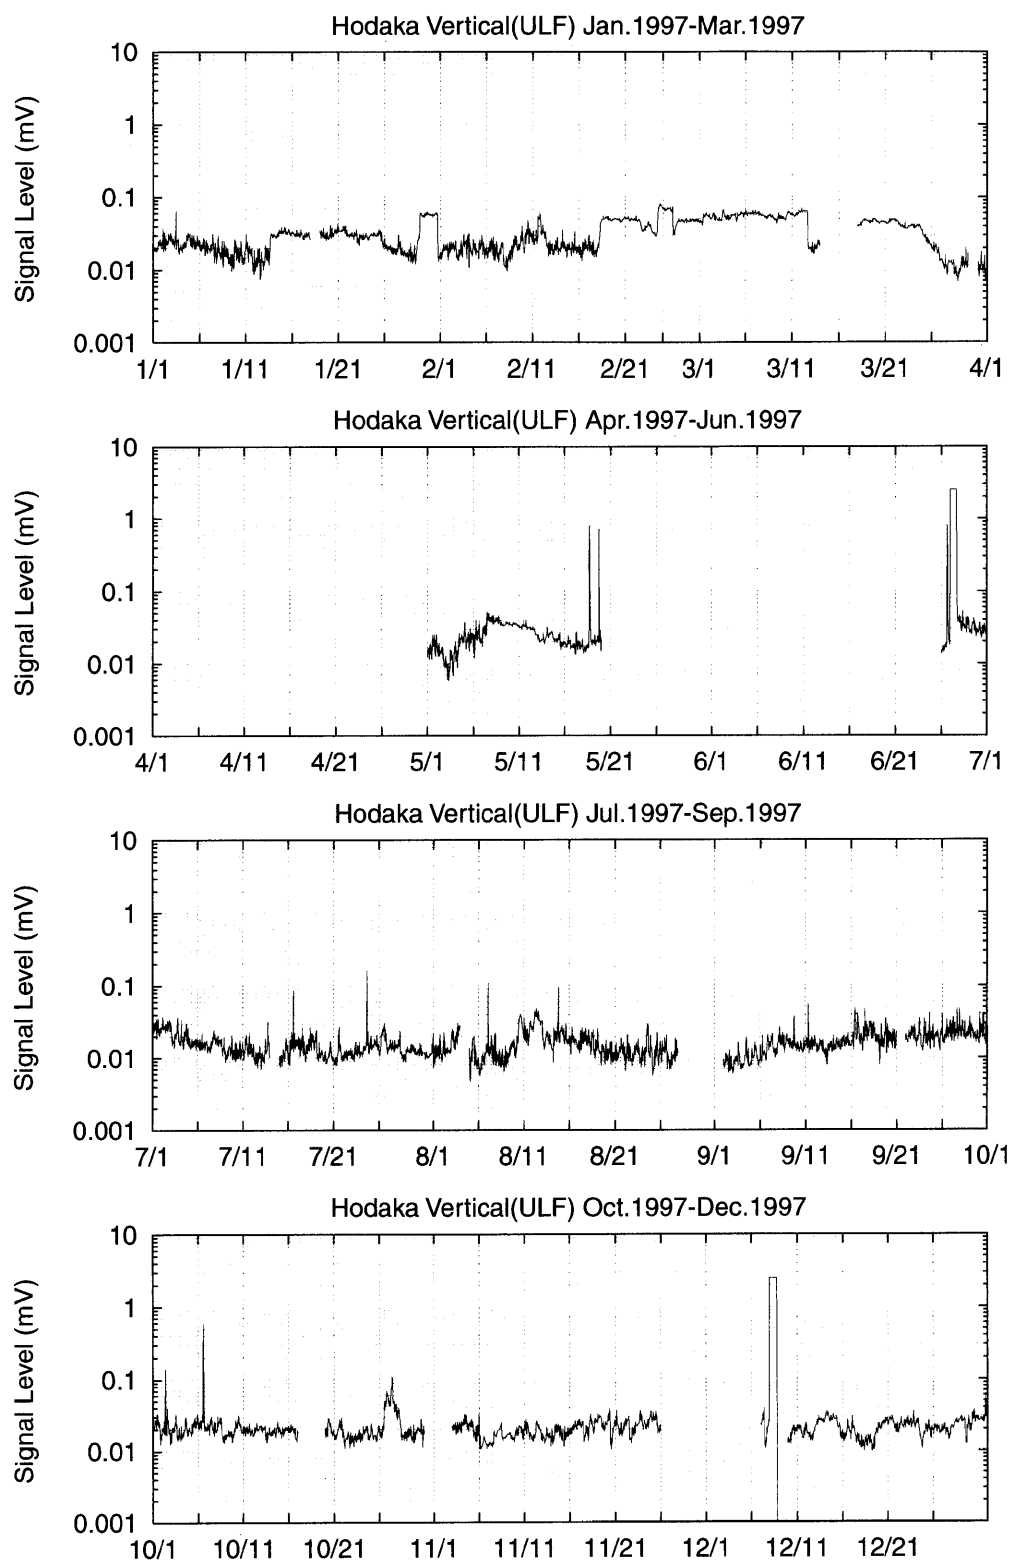 Hodaka Vertical(ULF) Jan.1997-Mar.1997
10
1
0.1
0.01
0.001
Signal Level (mV)
1/1 1/11 1/21 2/1 2/11 2/21 3/1 3/11 3/21 4/1
Hodaka Vertical(ULF) Apr.1997-Jun.1997
10
1
0.1
0.01
0.001
Signal Level (mV)
4/1 4/11 4/21 5/1 5/11 5/21 6/1 6/11 6/21 7/1
Hodaka Vertical(ULF) Jul.1997-Sep.1997
10
1
0.1
0.01
0.001
Signal Level (mV)
7/1 7/11 7/21 8/1 8/11 8/21 9/1 9/11 9/21 10/1
Hodaka Vertical(ULF) Oct.1997-Dec.1997
10
1
0.1
0.01
0.001
Signal Level (mV)
10/1 10/11 10/21 11/1 11/11 11/21 12/1 12/11 12/21